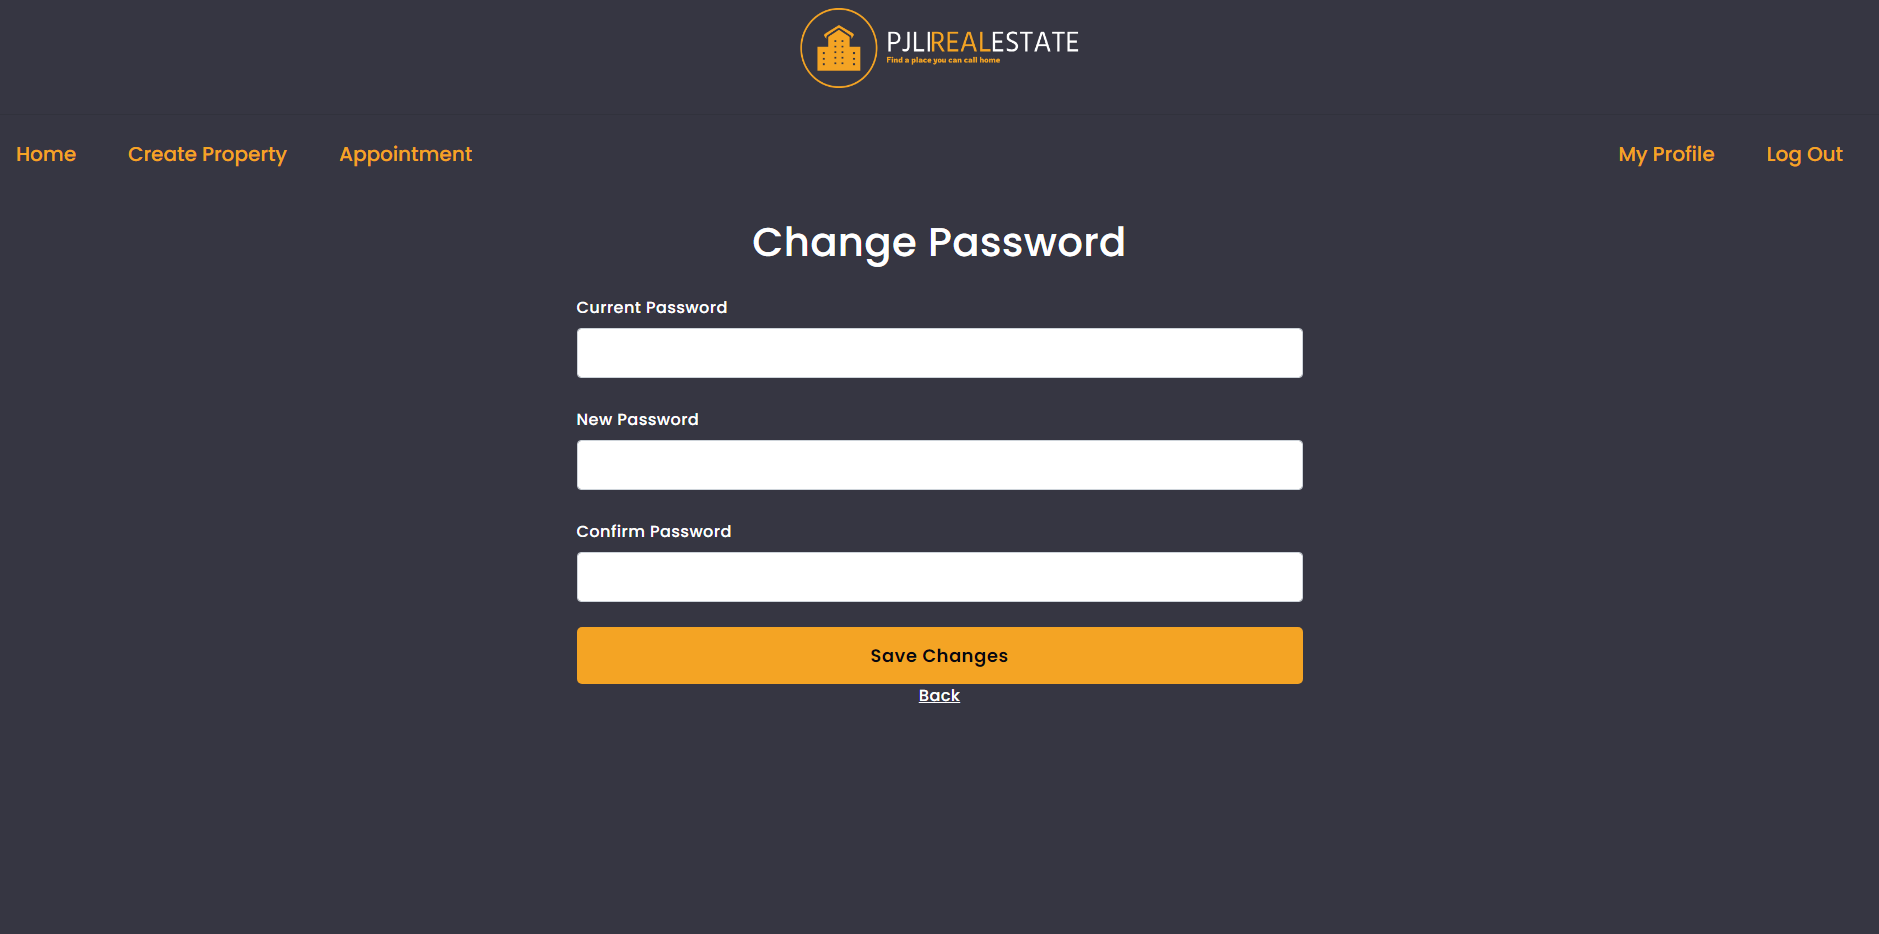 PJLIREALESTATE
Find a place you can call home
Home Create Property Appointment My Profile Log Out
Change Password
Current Password
New Password
Confirm Password
Save Changes
Back